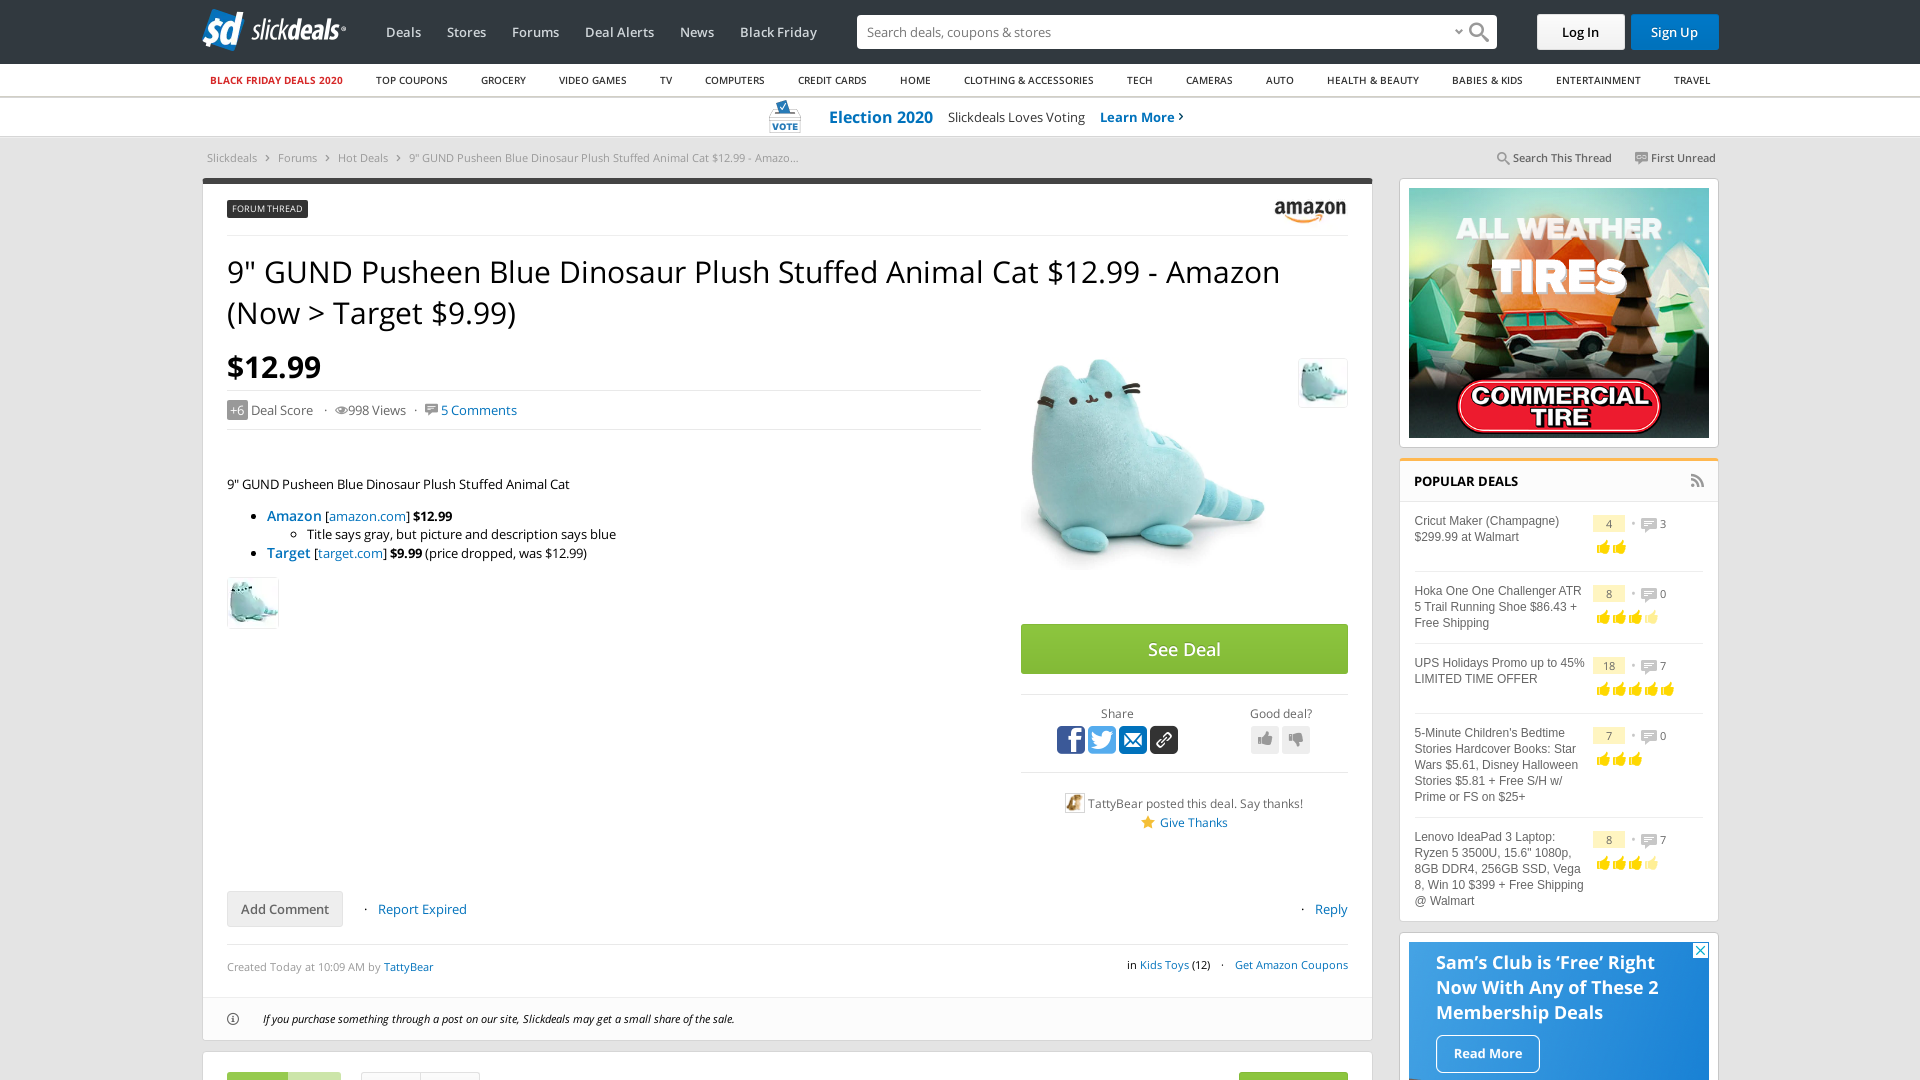 sd slickdeals
Deals
Stores
Forums
Deal Alerts
News
Black Friday
Search deals, coupons & stores
Log In
Sign Up
BLACK FRIDAY DEALS 2020
TOP COUPONS
GROCERY
VIDEO GAMES
TV
COMPUTERS
CREDIT CARDS
HOME
CLOTHING & ACCESSORIES
TECH
CAMERAS
AUTO
HEALTH & BEAUTY
BABIES & KIDS
ENTERTAINMENT
TRAVEL
VOTE
Election 2020 Slickdeals Loves Voting Learn More
Slickdeals > Forums > Hot Deals > 9" GUND Pusheen Blue Dinosaur Plush Stuffed Animal Cat $12.99 - Amazo...
Search This Thread
First Unread
FORUM THREAD
amazon
9" GUND Pusheen Blue Dinosaur Plush Stuffed Animal Cat $12.99 - Amazon
(Now > Target $9.99)
$12.99
+6 Deal Score · 998 Views · 5 Comments
9" GUND Pusheen Blue Dinosaur Plush Stuffed Animal Cat
Amazon [amazon.com] $12.99
Title says gray, but picture and description says blue
Target [target.com] $9.99 (price dropped, was $12.99)
See Deal
Share
Good deal?
TattyBear posted this deal. Say thanks!
Give Thanks
Add Comment
· Report Expired
· Reply
Created Today at 10:09 AM by TattyBear
in Kids Toys (12) · Get Amazon Coupons
If you purchase something through a post on our site, Slickdeals may get a small share of the sale.
ALL WEATHER
TIRES
COMMERCIAL
TIRE
POPULAR DEALS
Cricut Maker (Champagne)
$299.99 at Walmart
4 • 3
Hoka One One Challenger ATR
5 Trail Running Shoe $86.43 +
Free Shipping
8 • 0
UPS Holidays Promo up to 45%
LIMITED TIME OFFER
18 • 7
5-Minute Children's Bedtime
Stories Hardcover Books: Star
Wars $5.61, Disney Halloween
Stories $5.81 + Free S/H w/
Prime or FS on $25+
7 • 0
Lenovo IdeaPad 3 Laptop:
Ryzen 5 3500U, 15.6" 1080p,
8GB DDR4, 256GB SSD, Vega
8, Win 10 $399 + Free Shipping
@ Walmart
8 • 7
Sam's Club is 'Free' Right
Now With Any of These 2
Membership Deals
Read More